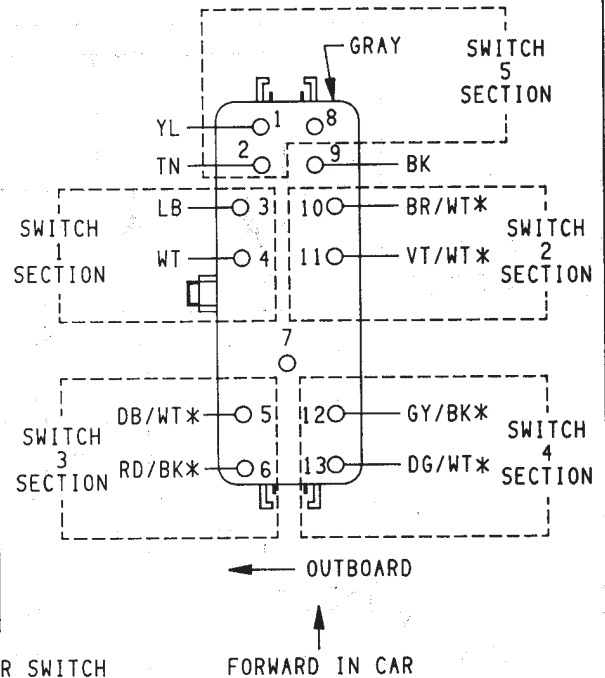 GRAY
SWITCH
5
SECTION
YL
1
8
TN
2
9
BK
SWITCH
1
SECTION
LB
3
WT
4
10
BR/WT*
11
VT/WT*
SWITCH
2
SECTION
7
SWITCH
3
SECTION
DB/WT*
5
RD/BK*
6
12
GY/BK*
13
DG/WT*
SWITCH
4
SECTION
OUTBOARD
R SWITCH
FORWARD IN CAR